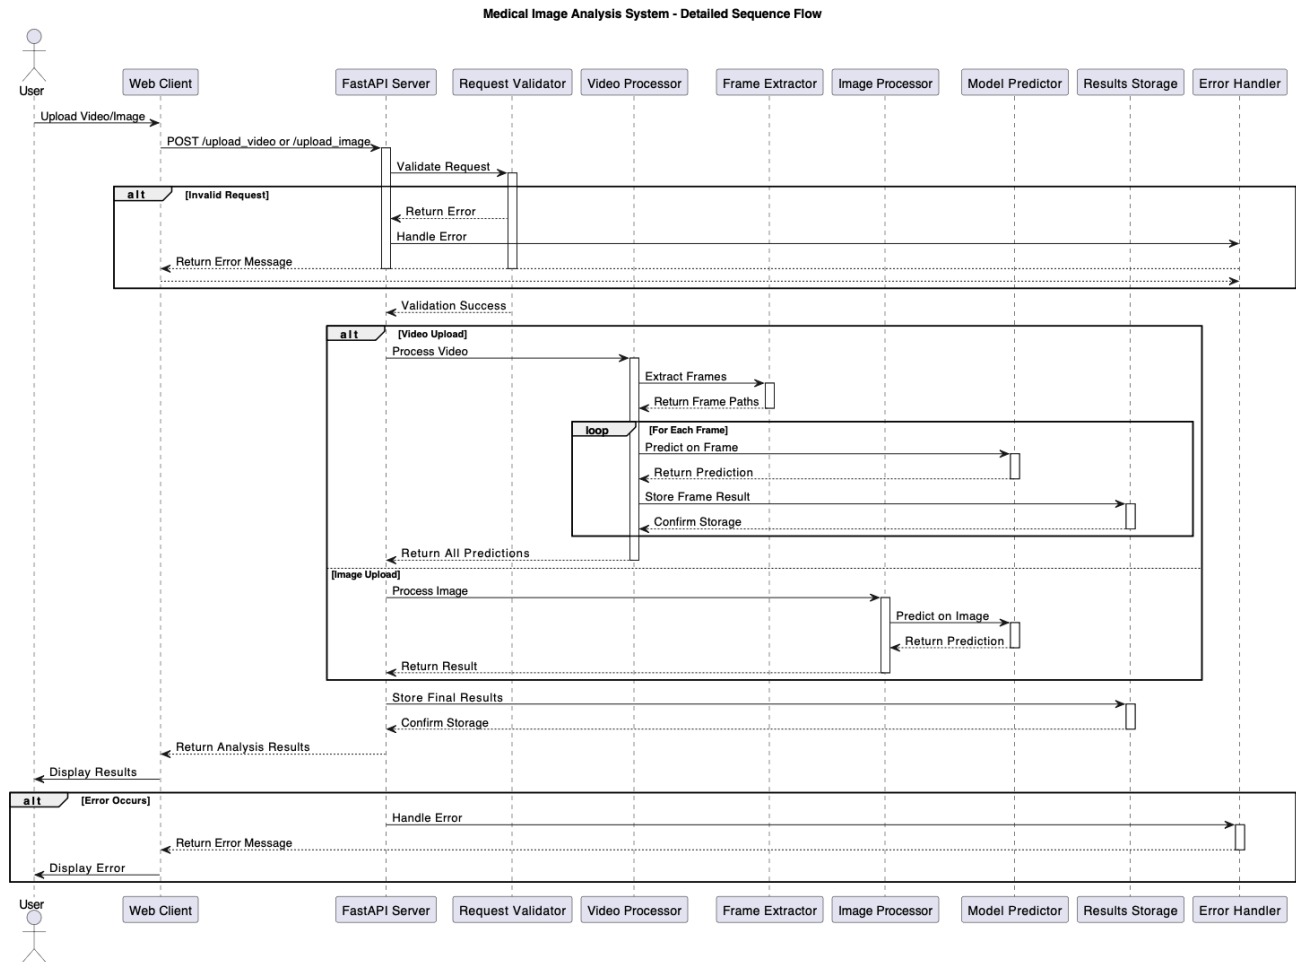 Medical Image Analysis System - Detailed Sequence Flow
User
Web Client
FastAPI Server
Request Validator
Video Processor
Frame Extractor
Image Processor
Model Predictor
Results Storage
Error Handler
Upload Video/Image
POST /upload_video or /upload_image
Validate Request
alt
[Invalid Request]
Return Error
Handle Error
Return Error Message
Validation Success
alt
[Video Upload]
Process Video
Extract Frames
Return Frame Paths
loop
[For Each Frame]
Predict on Frame
Return Prediction
Store Frame Result
Confirm Storage
Return All Predictions
[Image Upload]
Process Image
Predict on Image
Return Prediction
Return Result
Store Final Results
Confirm Storage
Return Analysis Results
Display Results
alt
[Error Occurs]
Handle Error
Return Error Message
Display Error
User
Web Client
FastAPI Server
Request Validator
Video Processor
Frame Extractor
Image Processor
Model Predictor
Results Storage
Error Handler